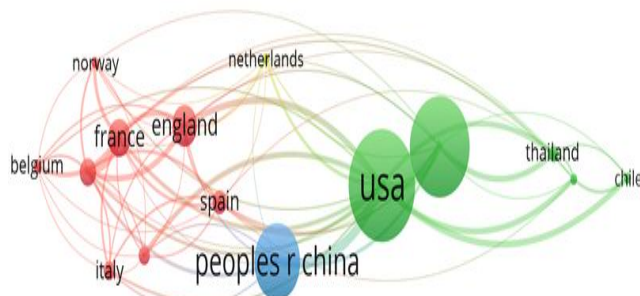 norway
netherlands
england
france
belgium
thailand
chile
usa
spain
peoples r china
italy